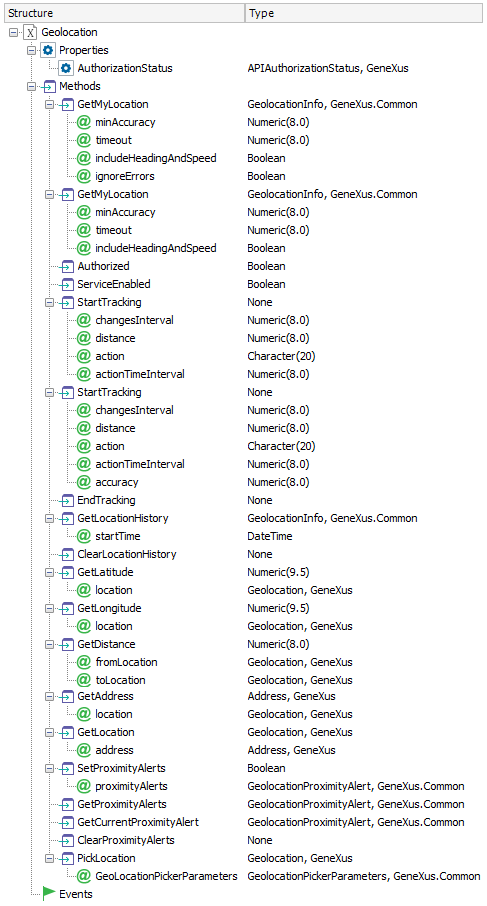 Structure Type
Geolocation
Properties
AuthorizationStatus APIAuthorizationStatus, GeneXus
Methods
GetMyLocation GeolocationInfo, GeneXus.Common
minAccuracy Numeric(8.0)
timeout Numeric(8.0)
includeHeadingAndSpeed Boolean
ignoreErrors Boolean
GetMyLocation GeolocationInfo, GeneXus.Common
minAccuracy Numeric(8.0)
timeout Numeric(8.0)
includeHeadingAndSpeed Boolean
Authorized Boolean
ServiceEnabled Boolean
StartTracking None
changesInterval Numeric(8.0)
distance Numeric(8.0)
action Character(20)
actionTimeInterval Numeric(8.0)
StartTracking None
changesInterval Numeric(8.0)
distance Numeric(8.0)
action Character(20)
actionTimeInterval Numeric(8.0)
accuracy Numeric(8.0)
EndTracking None
GetLocationHistory GeolocationInfo, GeneXus.Common
startTime DateTime
ClearLocationHistory None
GetLatitude Numeric(9.5)
location Geolocation, GeneXus
GetLongitude Numeric(9.5)
location Geolocation, GeneXus
GetDistance Numeric(8.0)
fromLocation Geolocation, GeneXus
toLocation Geolocation, GeneXus
GetAddress Address, GeneXus
location Geolocation, GeneXus
GetLocation Geolocation, GeneXus
address Address, GeneXus
SetProximityAlerts Boolean
proximityAlerts GeolocationProximityAlert, GeneXus.Common
GetProximityAlerts GeolocationProximityAlert, GeneXus.Common
GetCurrentProximityAlert GeolocationProximityAlert, GeneXus.Common
ClearProximityAlerts None
PickLocation Geolocation, GeneXus
GeoLocationPickerParameters GeolocationPickerParameters, GeneXus.Common
Events